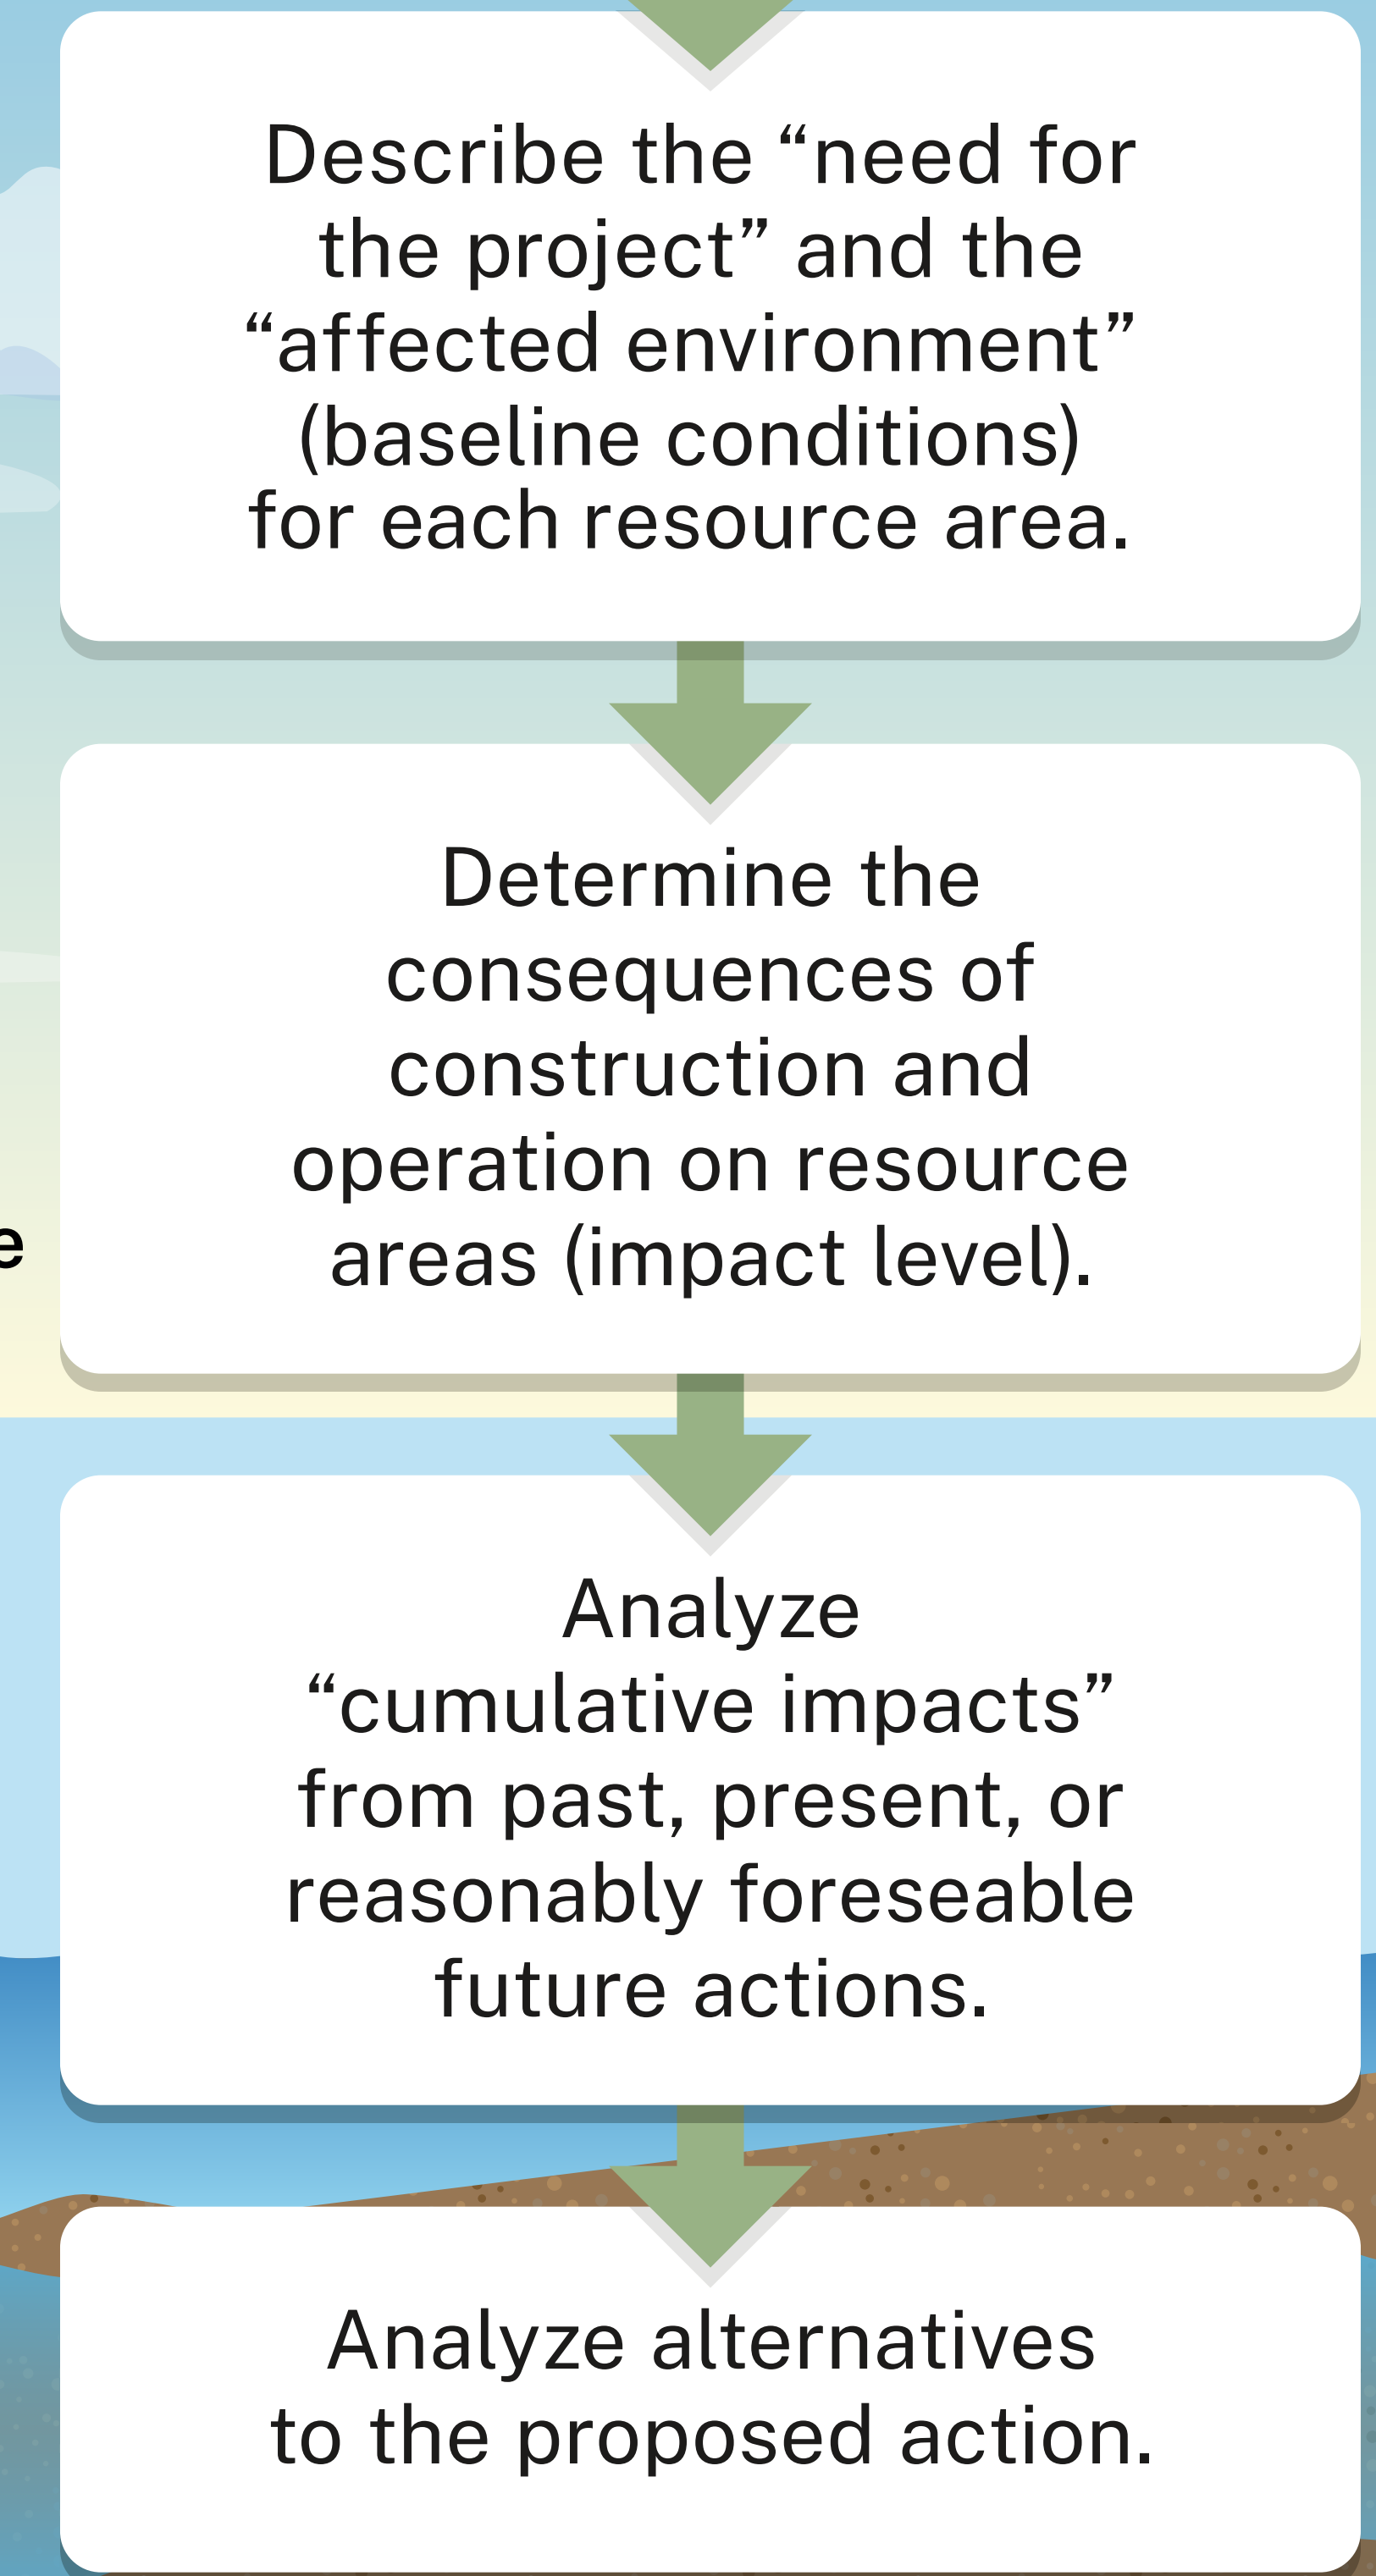 Describe the “need for
the project” and the
“affected environment”
(baseline conditions)
for each resource area.
Determine the
consequences of
construction and
operation on resource
areas (impact level).
e
Analyze
“cumulative impacts”
from past, present, or
reasonably foreseeable
future actions.
Analyze alternatives
to the proposed action.